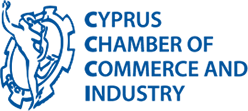 CYPRUS
CHAMBER OF
COMMERCE AND
INDUSTRY